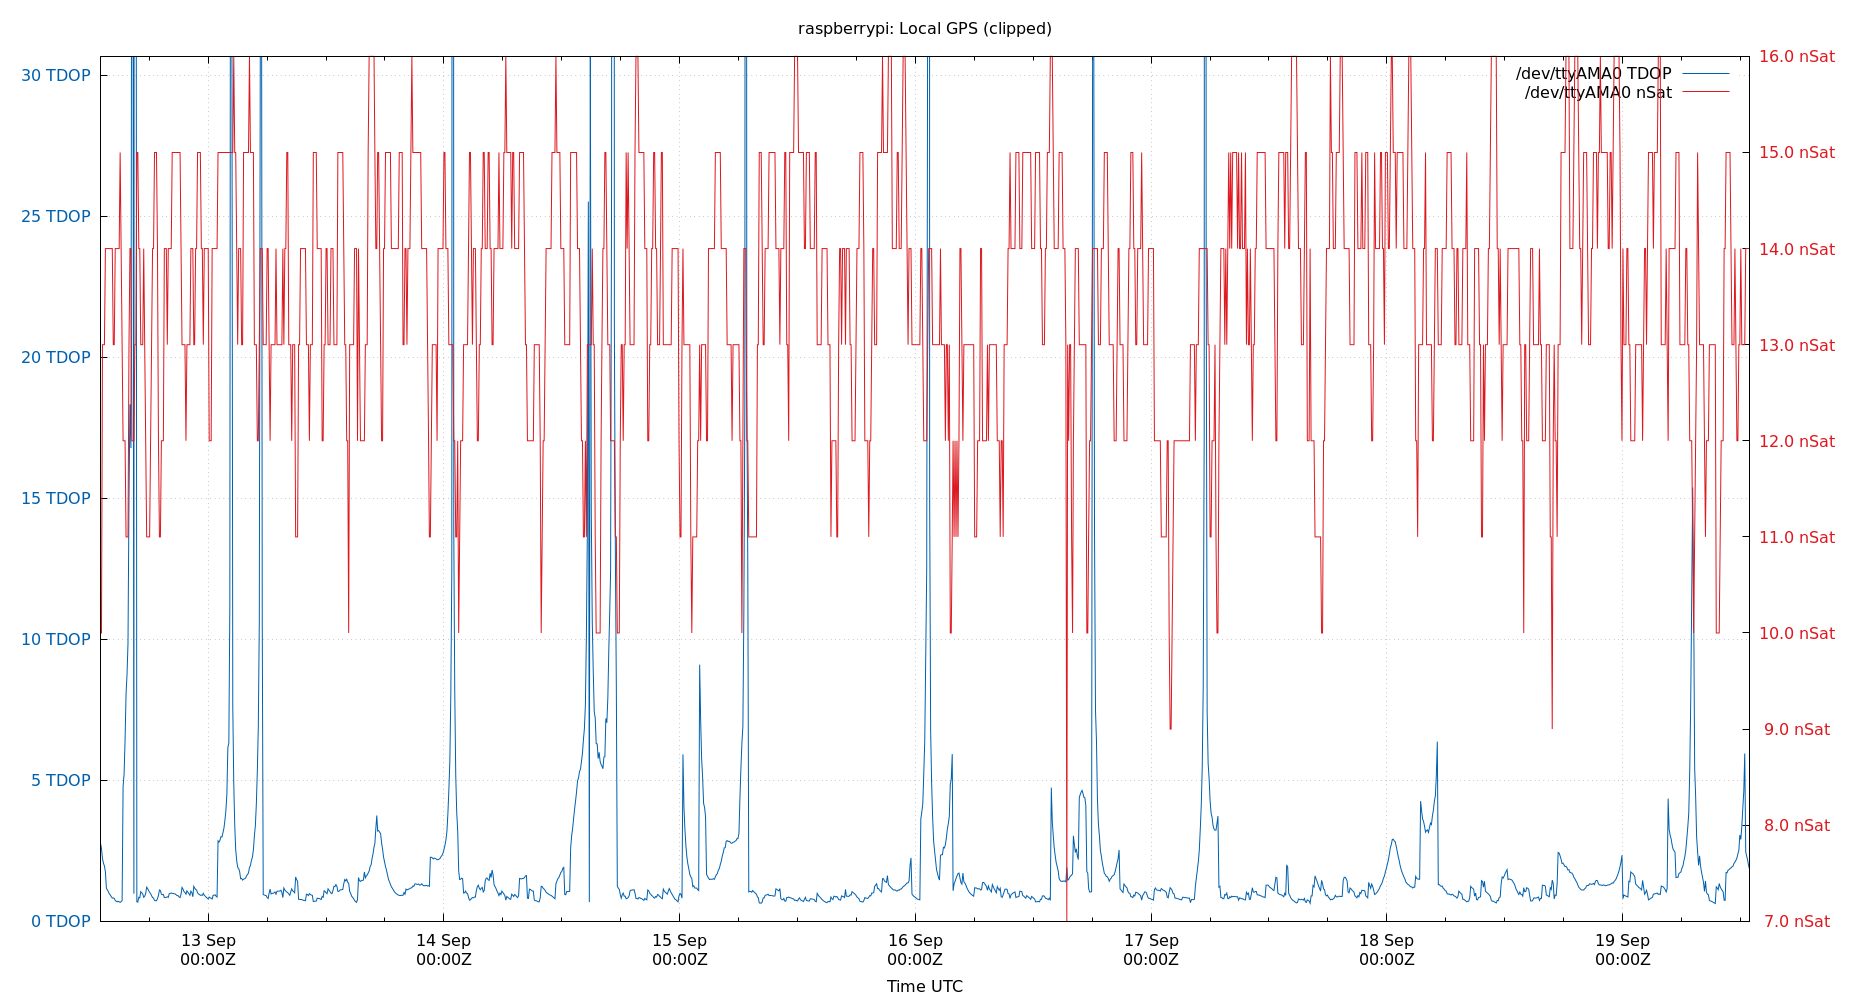 raspberrypi: Local GPS (clipped)
30 TDOP
25 TDOP
20 TDOP
15 TDOP
10 TDOP
5 TDOP
0 TDOP
/dev/ttyAMA0 TDOP
/dev/ttyAMA0 nSat
16.0 nSat
15.0 nSat
14.0 nSat
13.0 nSat
12.0 nSat
11.0 nSat
10.0 nSat
9.0 nSat
8.0 nSat
7.0 nSat
13 Sep
00:00Z
14 Sep
00:00Z
15 Sep
00:00Z
16 Sep
00:00Z
17 Sep
00:00Z
18 Sep
00:00Z
19 Sep
00:00Z
Time UTC